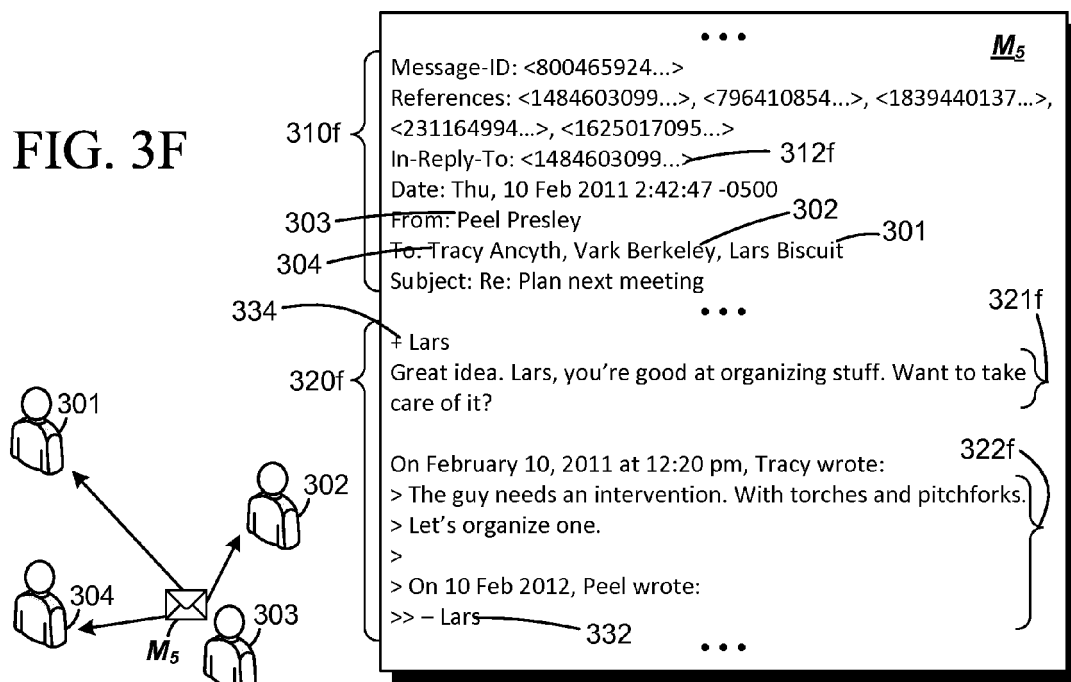 • • •
M5
Message-ID: <800465924...>
References: <1484603099...>, <796410854...>, <1839440137...>,
<231164994...>, <1625017095...>
310f
FIG. 3F
In-Reply-To: <1484603099...>
312f
Date: Thu, 10 Feb 2011 2:42:47 -0500
303
From: Peel Presley
302
304
To: Tracy Ancyth, Vark Berkeley, Lars Biscuit
301
Subject: Re: Plan next meeting
334
• • •
321f
+ Lars
320f
Great idea. Lars, you're good at organizing stuff. Want to take
care of it?
301
322f
On February 10, 2011 at 12:20 pm, Tracy wrote:
302
> The guy needs an intervention. With torches and pitchforks.
> Let's organize one.
>
> On 10 Feb 2012, Peel wrote:
304
303
>> – Lars
332
M5
• • •